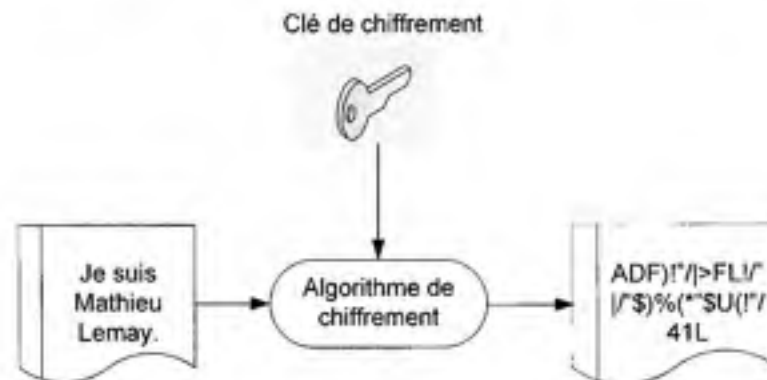 Clé de chiffrement
Je suis
Mathieu
Lemay.
Algorithme de
chiffrement
ADF)!"/|>FL!/"
|/"$)%(*"$U(!"/
41L